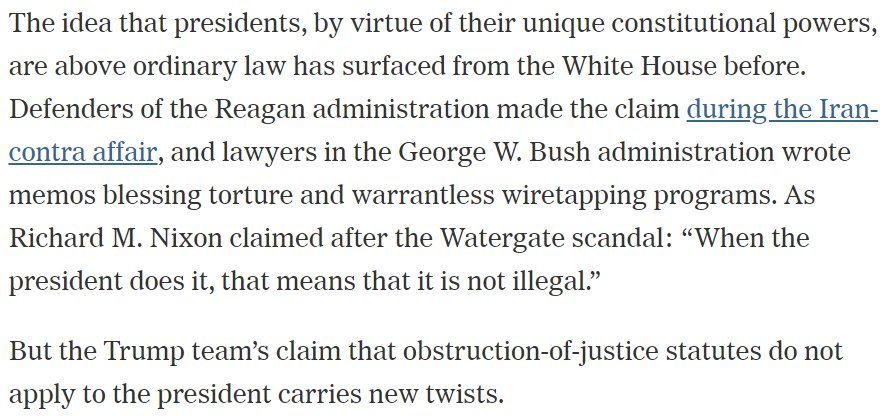 The idea that presidents, by virtue of their unique constitutional powers,
are above ordinary law has surfaced from the White House before.
Defenders of the Reagan administration made the claim during the Iran-
contra affair, and lawyers in the George W. Bush administration wrote
memos blessing torture and warrantless wiretapping programs. As
Richard M. Nixon claimed after the Watergate scandal: “When the
president does it, that means that it is not illegal.”
But the Trump team’s claim that obstruction-of-justice statutes do not
apply to the president carries new twists.